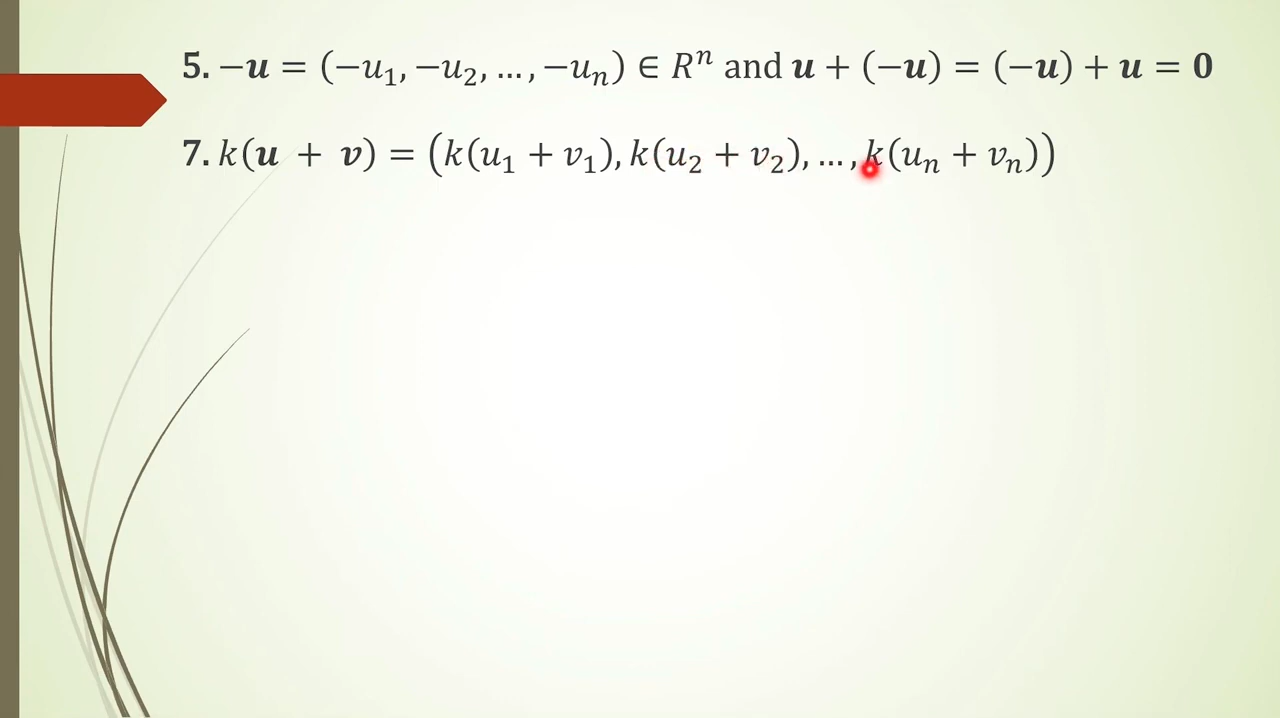 5. −u = (−u₁, −u₂, …, −uₙ) ∈ Rⁿ and u + (−u) = (−u) + u = 0
7. k(u + v) = (k(u₁ + v₁), k(u₂ + v₂), …, k(uₙ + vₙ))